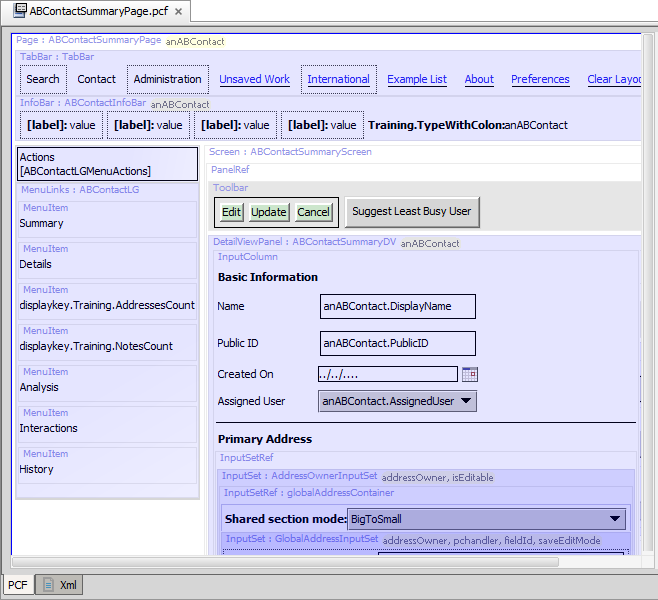 ABContactSummaryPage.pcf
Page : ABContactSummaryPage anABContact
TabBar : TabBar
Search Contact Administration Unsaved Work International Example List About Preferences
InfoBar : ABContactInfoBar anABContact
[label]: value [label]: value [label]: value [label]: value Training.TypeWithColon:anABContact
Actions
[ABContactLGMenuActions]
MenuLinks : ABContactLG
MenuItem
Summary
MenuItem
Details
MenuItem
displaykey.Training.AddressesCount
MenuItem
displaykey.Training.NotesCount
MenuItem
Analysis
MenuItem
Interactions
MenuItem
History
Screen : ABContactSummaryScreen
PanelRef
Toolbar
Edit Update Cancel Suggest Least Busy User
DetailViewPanel : ABContactSummaryDV anABContact
InputColumn
Basic Information
Name anABContact.DisplayName
Public ID anABContact.PublicID
Created On ../../....
Assigned User anABContact.AssignedUser
Primary Address
InputSetRef
InputSet : AddressOwnerInputSet addressOwner, isEditable
InputSetRef : globalAddressContainer
Shared section mode: BigToSmall
InputSet : GlobalAddressInputSet addressOwner, pchandler, fieldId, saveEditMode
PCF Xml